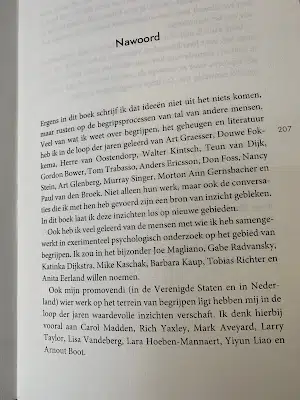 Nawoord
Ergens in dit boek schrijf ik dat ideeën niet uit het niets komen,
maar rusten op de begripsprocessen van tal van andere mensen.
Veel van wat ik weet over begrijpen, het geheugen en literatuur
heb ik in de loop der jaren geleerd van Art Graesser, Douwe Fok-
kema, Herre van Oostendorp, Walter Kintsch, Teun van Dijk,
Gordon Bower, Tom Trabasso, Anders Ericsson, Don Foss, Nancy
Stein, Art Glenberg, Murray Singer, Morton Ann Gernsbacher en
Paul van den Broek. Niet alleen hun werk, maar ook de conversa-
ties die ik met hen heb gevoerd zijn een bron van inzicht gebleken.
In dit boek laat ik deze inzichten los op nieuwe gebieden.
Ook heb ik veel geleerd van de mensen met wie ik heb samenge-
werkt in experimenteel psychologisch onderzoek op het gebied van
begrijpen. Ik zou in het bijzonder Joe Magliano, Gabe Radvansky,
Katinka Dijkstra, Mike Kaschak, Barbara Kaup, Tobias Richter en
Anita Eerland willen noemen.
Ook mijn promovendi (in de Verenigde Staten en in Neder-
land) wier werk op het terrein van begrijpen ligt hebben mij in de
loop der jaren waardevolle inzichten verschaft. Ik denk hierbij
vooral aan Carol Madden, Rich Yaxley, Mark Aveyard, Larry
Taylor, Lisa Vandeberg, Lara Hoeben-Mannaert, Yiyun Liao en
Arnout Boot.
207